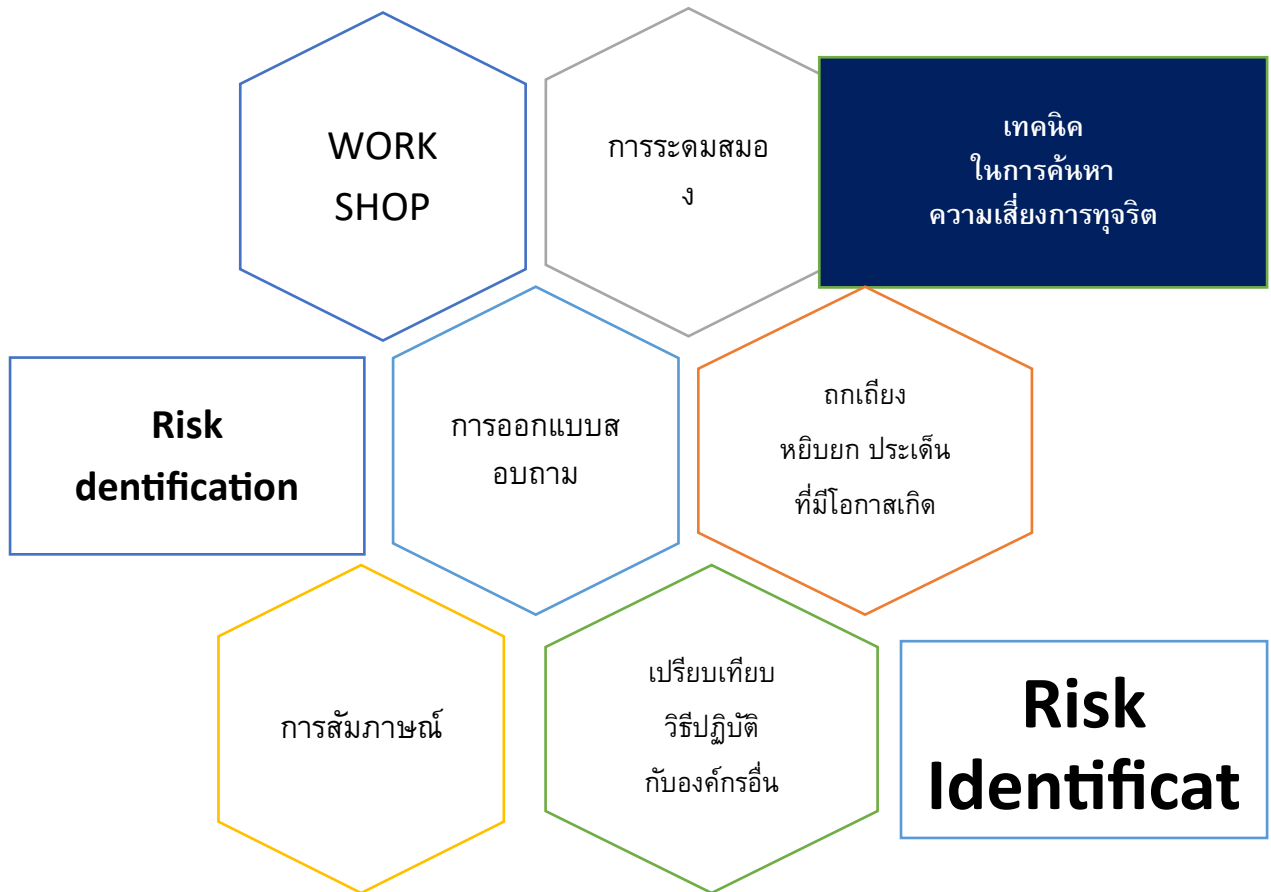 WORK
SHOP
การระดมสมอ
ง
เทคนิค
ในการค้นหา
ความเสี่ยงการทุจริต
Risk
dentification
การออกแบบส
อบถาม
ถกเถียง
หยิบยก ประเด็น
ที่มีโอกาสเกิด
การสัมภาษณ์
เปรียบเทียบ
วิธีปฏิบัติ
กับองค์กรอื่น
Risk
Identificat